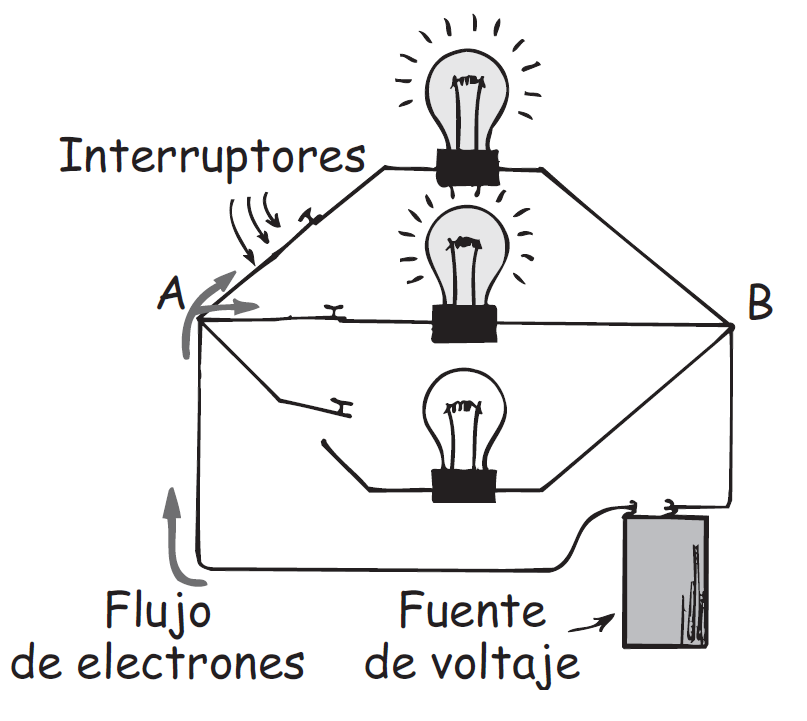 Interruptores
A
B
Flujo
de electrones
Fuente
de voltaje